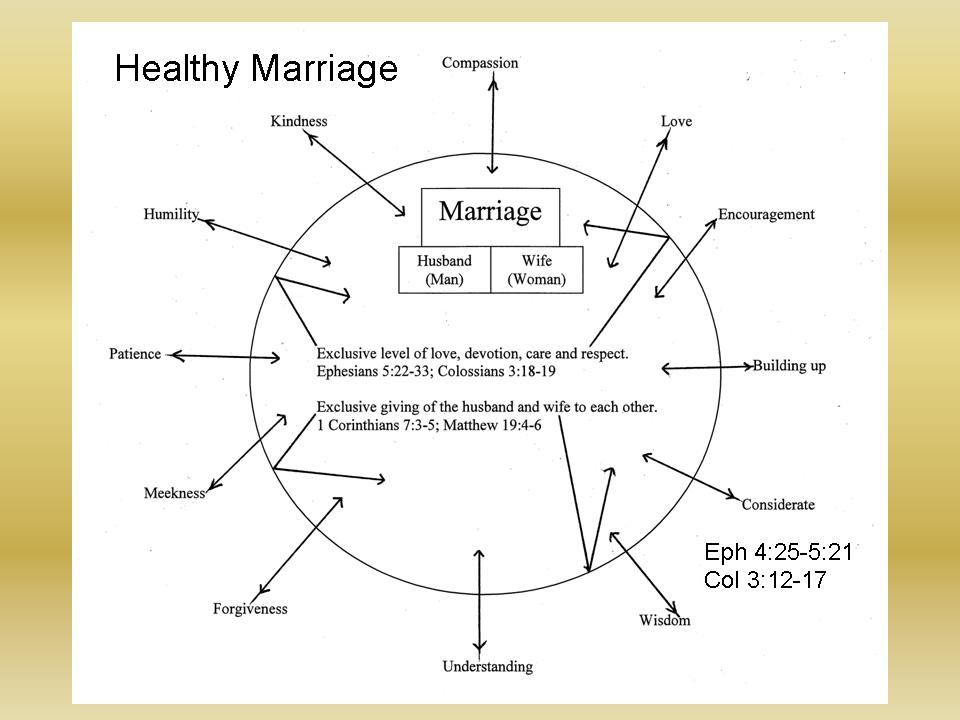 Healthy Marriage
Compassion
Kindness
Love
Humility
Encouragement
Marriage
Husband
(Man)
Wife
(Woman)
Patience
Exclusive level of love, devotion, care and respect.
Ephesians 5:22-33; Colossians 3:18-19
Building up
Exclusive giving of the husband and wife to each other.
1 Corinthians 7:3-5; Matthew 19:4-6
Meekness
Considerate
Eph 4:25-5:21
Col 3:12-17
Forgiveness
Wisdom
Understanding